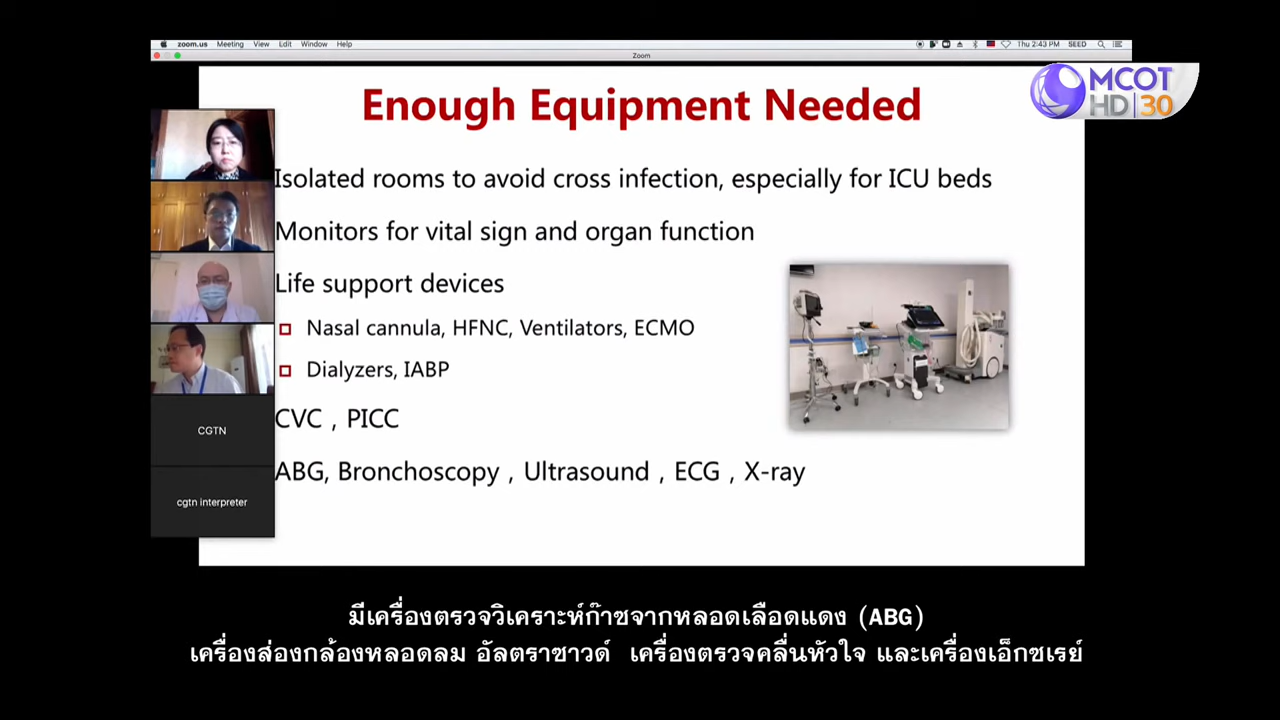 zoom.us Meeting View Edit Window Help Thu 2:43 PM SEED
Zoom
MCOT
HD|30
Enough Equipment Needed
Isolated rooms to avoid cross infection, especially for ICU beds
Monitors for vital sign and organ function
Life support devices
Nasal cannula, HFNC, Ventilators, ECMO
Dialyzers, IABP
CVC , PICC
ABG, Bronchoscopy , Ultrasound , ECG , X-ray
CGTN
cgtn interpreter
มีเครื่องตรวจวิเคราะห์ก๊าซจากหลอดเลือดแดง (ABG)
เครื่องส่องกล้องหลอดลม อัลตราซาวด์ เครื่องตรวจคลื่นหัวใจ และเครื่องเอ็กซเรย์